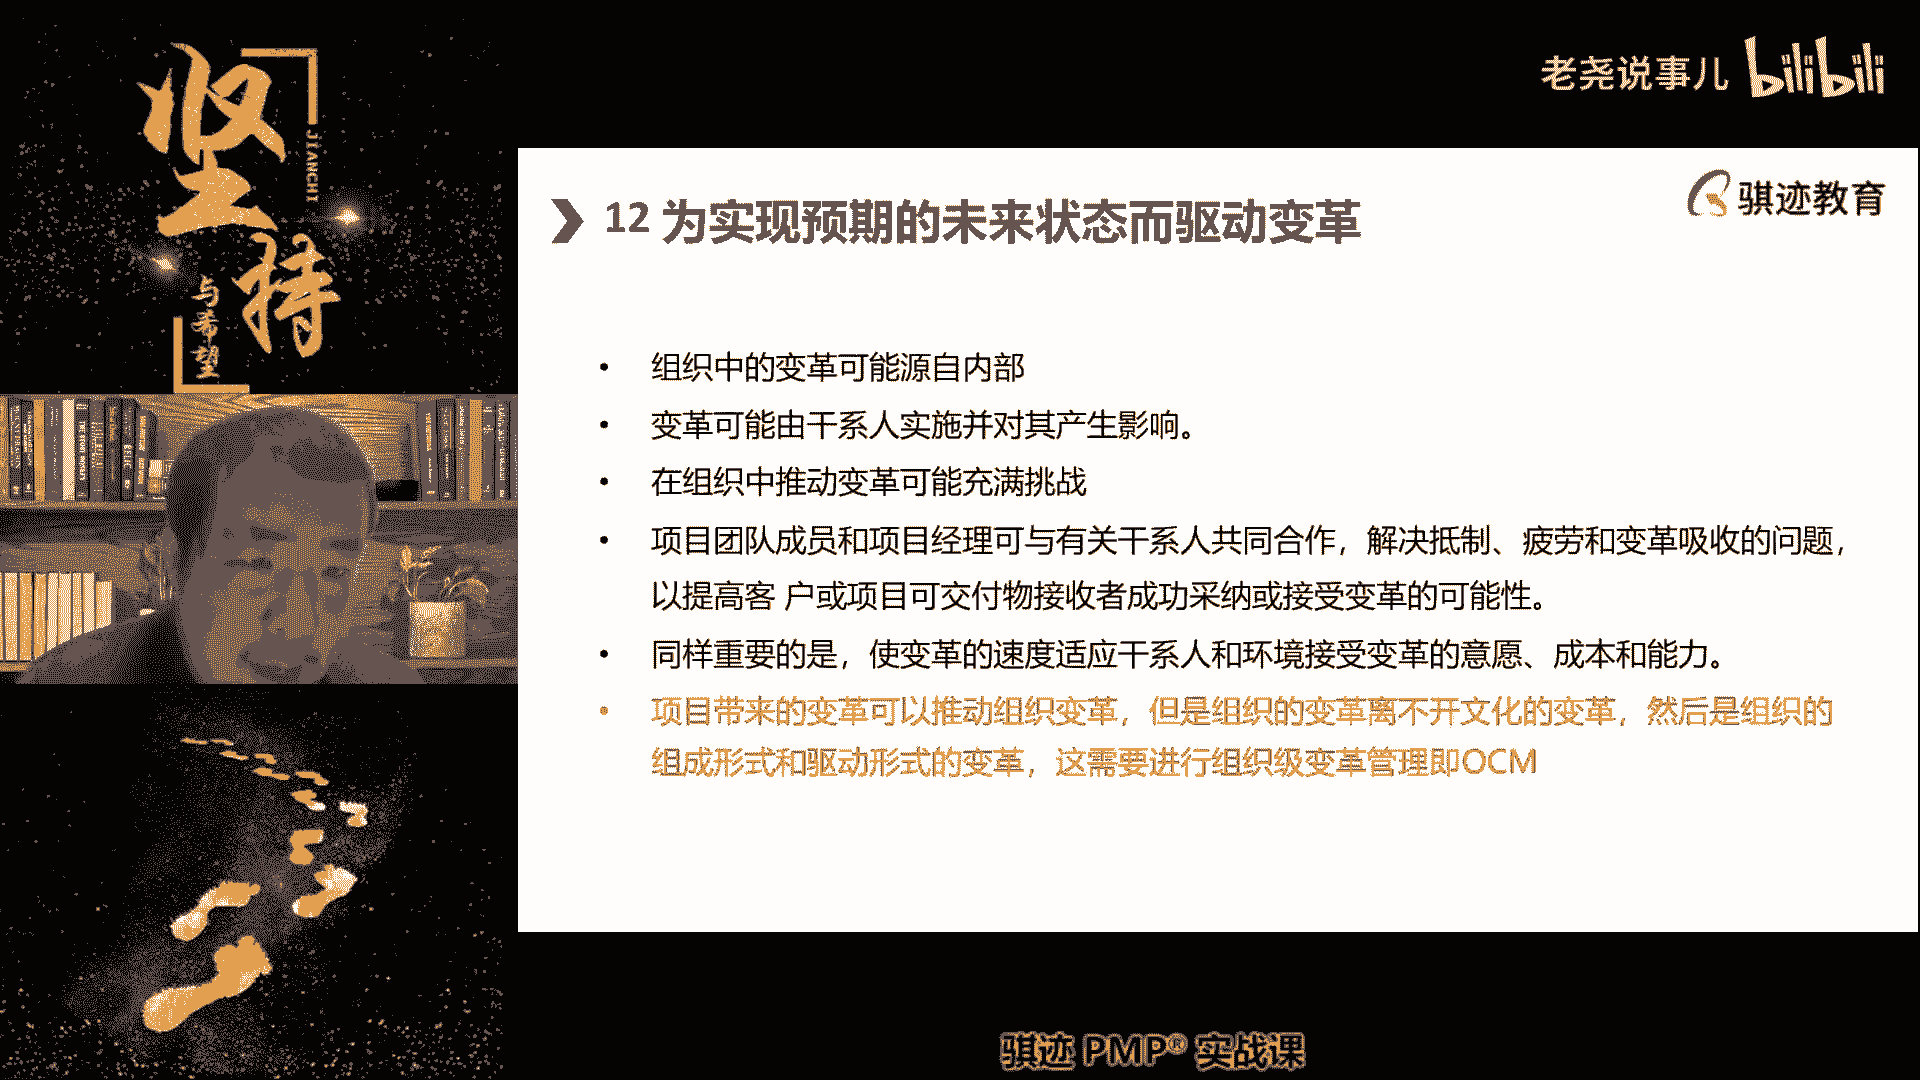 坚
持
JIANCHI
与希望
老尧说事儿 bilibili
骐迹教育
12 为实现预期的未来状态而驱动变革
• 组织中的变革可能源自内部
• 变革可能由干系人实施并对其产生影响。
• 在组织中推动变革可能充满挑战
• 项目团队成员和项目经理可与有关干系人共同合作，解决抵制、疲劳和变革吸收的问题，
以提高客 户或项目可交付物接收者成功采纳或接受变革的可能性。
• 同样重要的是，使变革的速度适应干系人和环境接受变革的意愿、成本和能力。
• 项目带来的变革可以推动组织变革，但是组织的变革离不开文化的变革，然后是组织的
组成形式和驱动形式的变革，这需要进行组织级变革管理即OCM
骐迹 PMP® 实战课